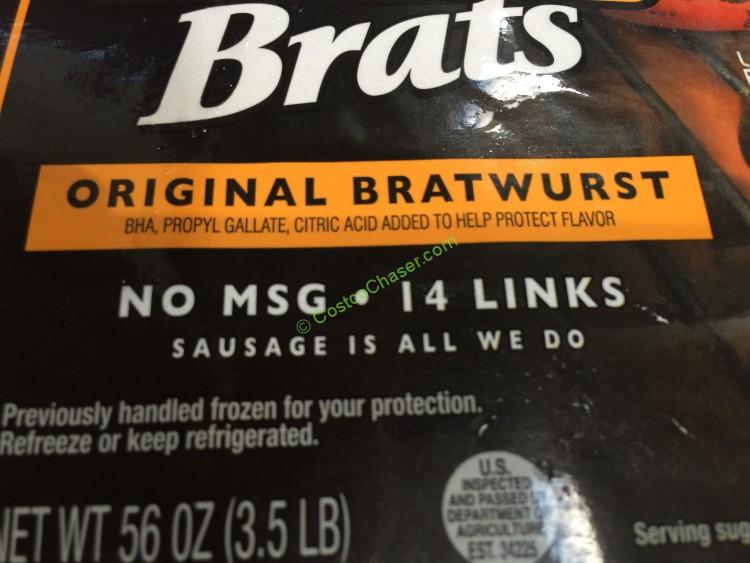 Brats
ORIGINAL BRATWURST
BHA, PROPYL GALLATE, CITRIC ACID ADDED TO HELP PROTECT FLAVOR
NO MSG • 14 LINKS
© CostcoChaser.com
SAUSAGE IS ALL WE DO
Previously handled frozen for your protection.
Refreeze or keep refrigerated.
NET WT 56 OZ (3.5 LB)
U.S.
INSPECTED
AND PASSED BY
DEPARTMENT OF
AGRICULTURE
EST. 34225
Serving sug